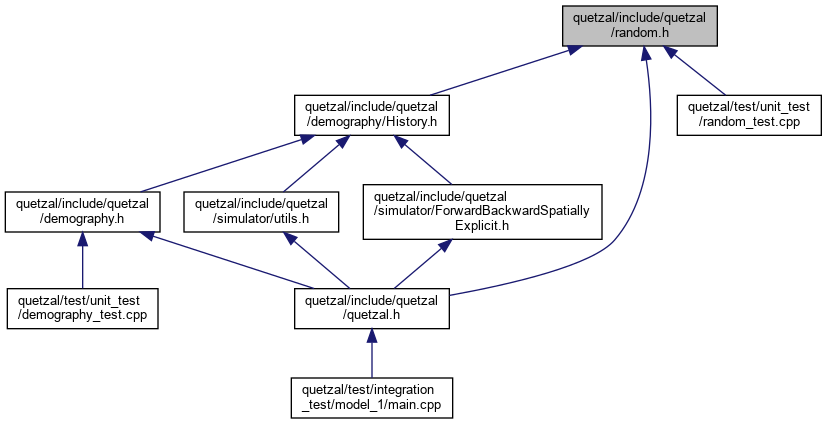 quetzal/include/quetzal
/random.h
quetzal/include/quetzal
/demography/History.h
quetzal/test/unit_test
/random_test.cpp
quetzal/include/quetzal
/demography.h
quetzal/include/quetzal
/simulator/utils.h
quetzal/include/quetzal
/simulator/ForwardBackwardSpatially
Explicit.h
quetzal/test/unit_test
/demography_test.cpp
quetzal/include/quetzal
/quetzal.h
quetzal/test/integration
_test/model_1/main.cpp